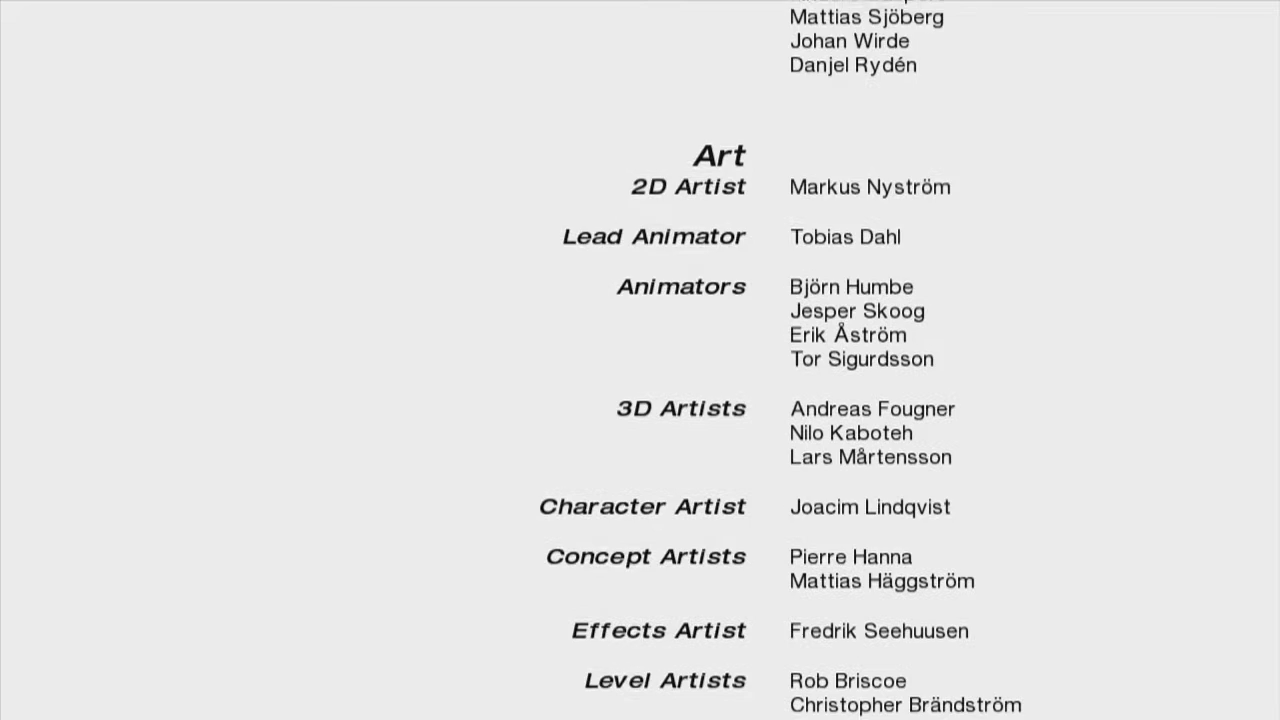 Mattias Sjöberg
Johan Wirde
Danjel Rydén
Art
2D Artist Markus Nyström
Lead Animator Tobias Dahl
Animators Björn Humbe
Jesper Skoog
Erik Åström
Tor Sigurdsson
3D Artists Andreas Fougner
Nilo Kaboteh
Lars Mårtensson
Character Artist Joacim Lindqvist
Concept Artists Pierre Hanna
Mattias Häggström
Effects Artist Fredrik Seehuusen
Level Artists Rob Briscoe
Christopher Brändström